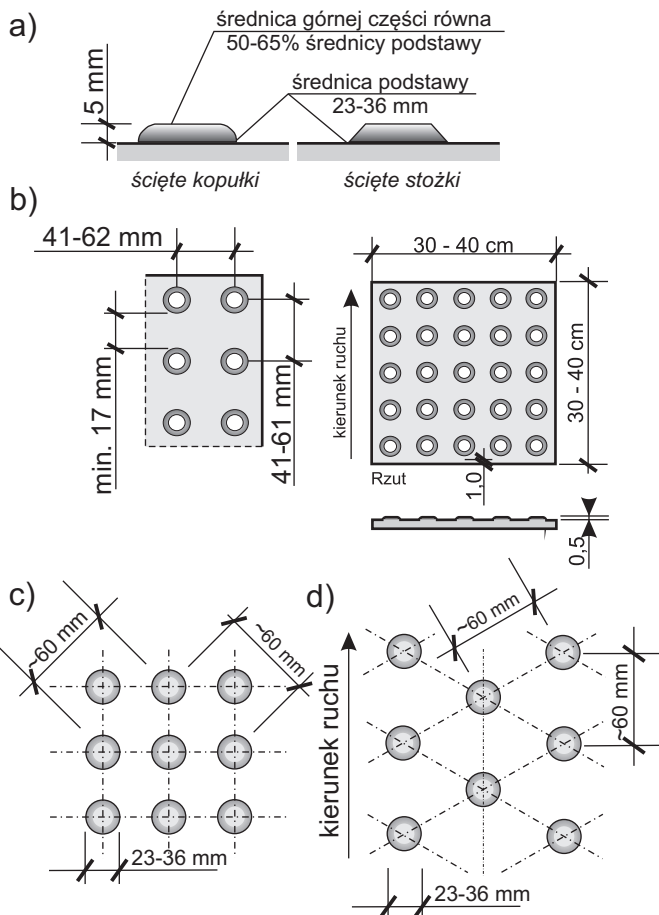 a)
średnica górnej części równa
50-65% średnicy podstawy
5 mm
średnica podstawy
23-36 mm
ścięte kopułki
ścięte stożki
b)
41-62 mm
min. 17 mm
41-61 mm
30 - 40 cm
kierunek ruchu
30 - 40 cm
Rzut
1,0
0,5
c)
~60 mm
~60 mm
23-36 mm
d)
kierunek ruchu
~60 mm
~60 mm
23-36 mm